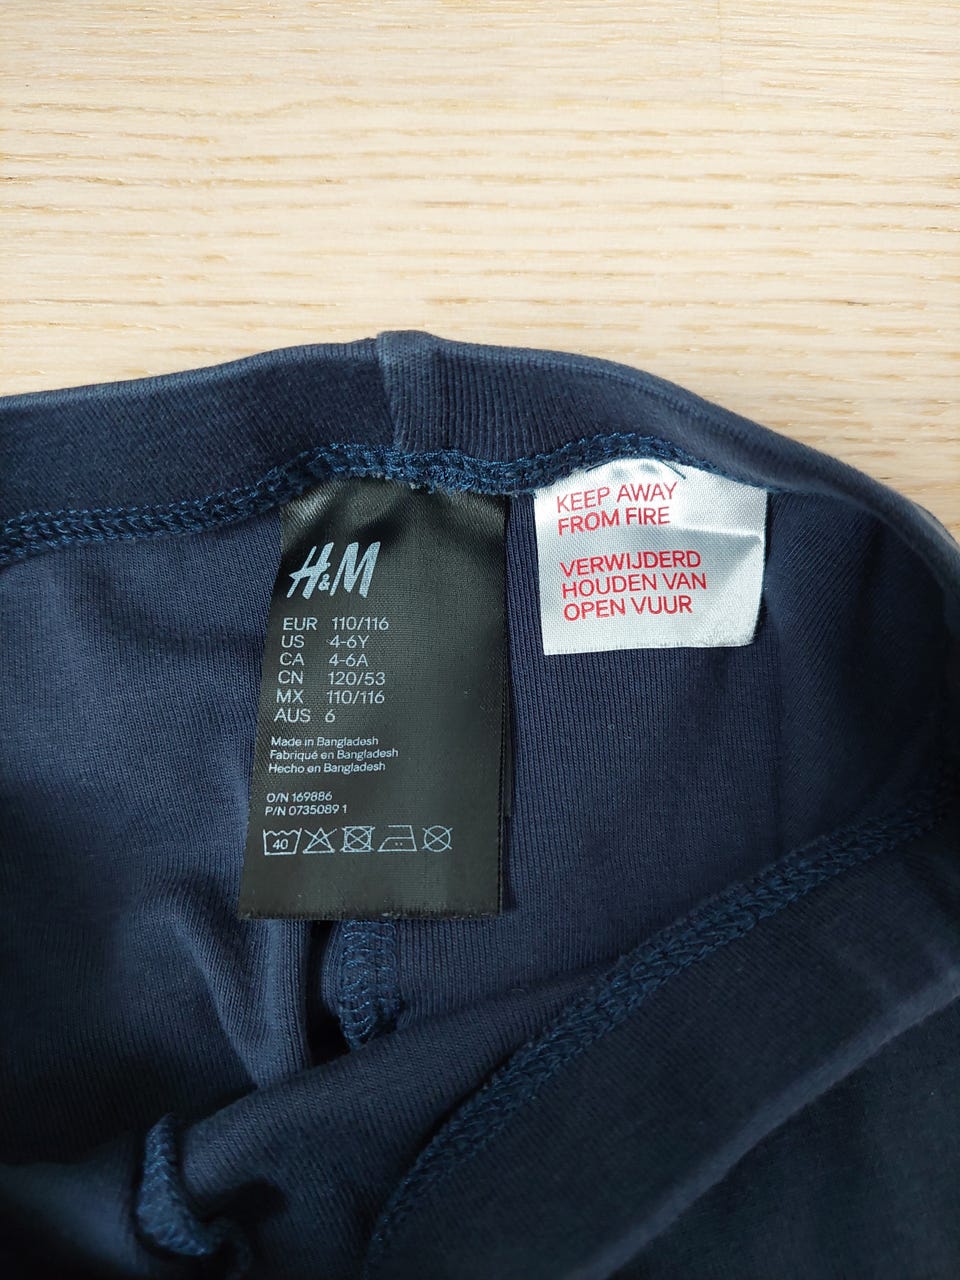 H&M
EUR 110/116
US 4-6Y
CA 4-6A
CN 120/53
MX 110/116
AUS 6
Made in Bangladesh
Fabriqué en Bangladesh
Hecho en Bangladesh
O/N 169886
P/N 0735089 1
40
KEEP AWAY
FROM FIRE
VERWIJDERD
HOUDEN VAN
OPEN VUUR